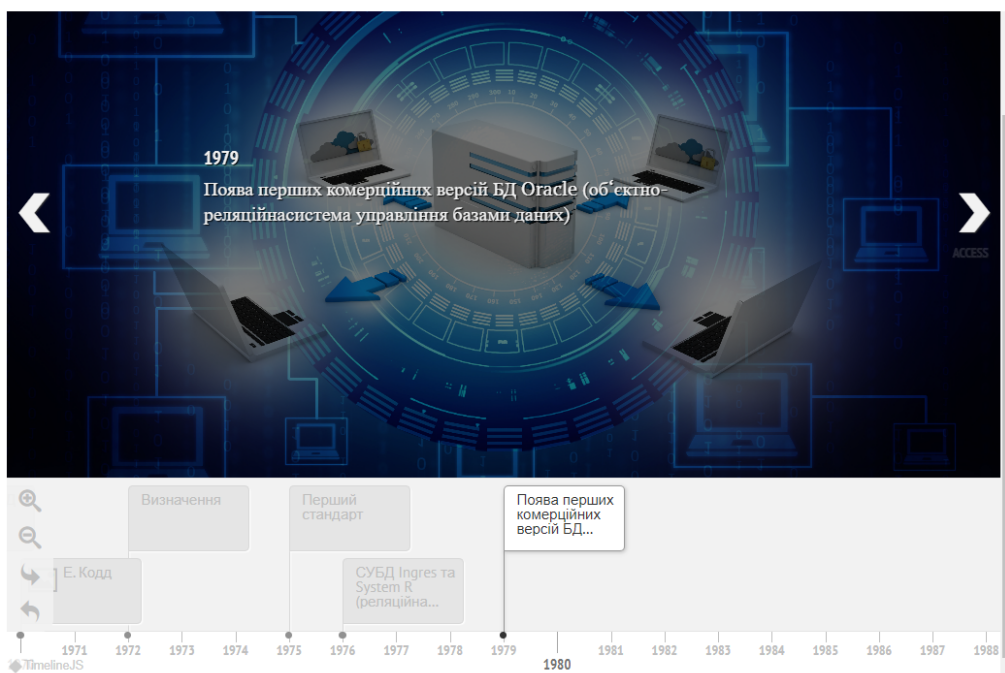 1979
Поява перших комерційних версій БД Oracle (об‘єктно-
реляційнасистема управління базами даних)
ACCESS
Визначення
Перший
стандарт
Поява перших
комерційних
версій БД...
Е. Кодд
СУБД Ingres та
System R
(реляційна...
1971 1972 1973 1974 1975 1976 1977 1978 1979 1980 1981 1982 1983 1984 1985 1986 1987 1988
TimelineJS